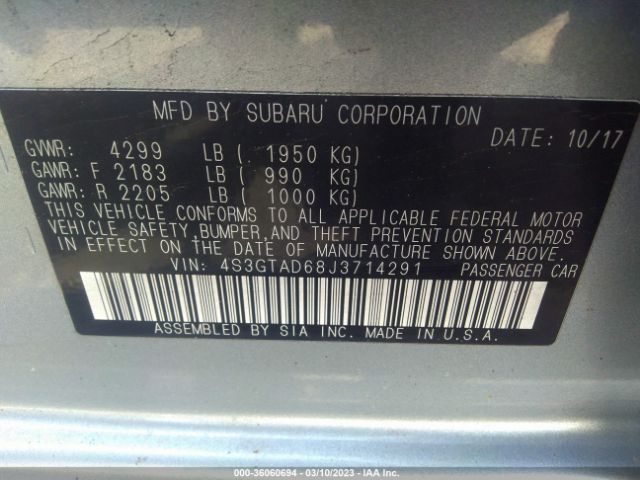 MFD BY SUBARU CORPORATION
DATE: 10/17
GVWR: 4299 LB ( 1950 KG)
GAWR: F 2183 LB ( 990 KG)
GAWR: R 2205 LB ( 1000 KG)
THIS VEHICLE CONFORMS TO ALL APPLICABLE FEDERAL MOTOR
VEHICLE SAFETY, BUMPER, AND THEFT PREVENTION STANDARDS
IN EFFECT ON THE DATE OF MANUFACTURE SHOWN ABOVE.
VIN: 4S3GTAD68J3714291 PASSENGER CAR
ASSEMBLED BY SIA INC. MADE IN U.S.A.
000-36060694 - 03/10/2023 - IAA Inc.